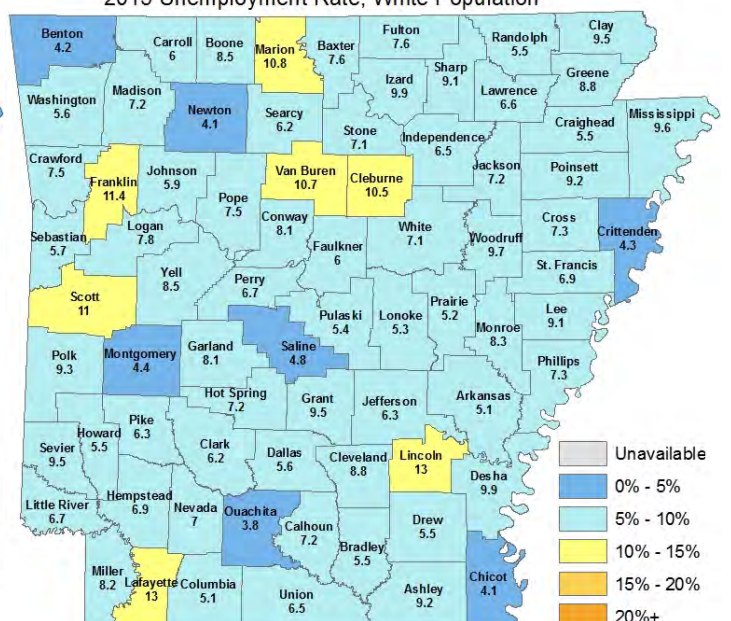 2015 Unemployment Rate, White Population
Benton
4.2
Carroll
6
Boone
8.5
Marion
10.8
Baxter
7.6
Fulton
7.6
Randolph
5.5
Clay
9.5
Izard
9.9
Sharp
9.1
Greene
8.8
Lawrence
6.6
Washington
5.6
Madison
7.2
Newton
4.1
Searcy
6.2
Stone
7.1
Independence
6.5
Craighead
5.5
Mississippi
9.6
Crawford
7.5
Franklin
11.4
Johnson
5.9
Pope
7.5
Van Buren
10.7
Cleburne
10.5
Jackson
7.2
Poinsett
9.2
Sebastian
5.7
Logan
7.8
Conway
8.1
Faulkner
6
White
7.1
Woodruff
9.7
Cross
7.3
Crittenden
4.3
St. Francis
6.9
Scott
11
Yell
8.5
Perry
6.7
Pulaski
5.4
Lonoke
5.3
Prairie
5.2
Monroe
8.3
Lee
9.1
Phillips
7.3
Polk
9.3
Montgomery
4.4
Garland
8.1
Saline
4.8
Hot Spring
7.2
Grant
9.5
Jefferson
6.3
Arkansas
5.1
Sevier
9.5
Howard
5.5
Pike
6.3
Clark
6.2
Dallas
5.6
Cleveland
8.8
Lincoln
13
Desha
9.9
Little River
6.7
Hempstead
6.9
Nevada
7
Ouachita
3.8
Calhoun
7.2
Bradley
5.5
Drew
5.5
Miller
8.2
Lafayette
13
Columbia
5.1
Union
6.5
Ashley
9.2
Chicot
4.1
Unavailable
0% - 5%
5% - 10%
10% - 15%
15% - 20%
20%+